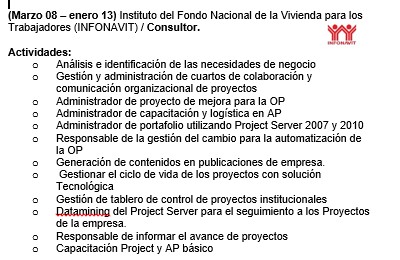 (Marzo 08 – enero 13) Instituto del Fondo Nacional de la Vivienda para los
Trabajadores (INFONAVIT) / Consultor.
INFONAVIT
Actividades:
o Análisis e identificación de las necesidades de negocio
o Gestión y administración de cuartos de colaboración y
comunicación organizacional de proyectos
o Administrador de proyecto de mejora para la OP
o Administrador de capacitación y logística en AP
o Administrador de portafolio utilizando Project Server 2007 y 2010
o Responsable de la gestión del cambio para la automatización de
la OP
o Generación de contenidos en publicaciones de empresa.
o Gestionar el ciclo de vida de los proyectos con solución
Tecnológica
o Gestión de tablero de control de proyectos institucionales
o Datamining del Project Server para el seguimiento a los Proyectos
de la empresa.
o Responsable de informar el avance de proyectos
o Capacitación Project y AP básico